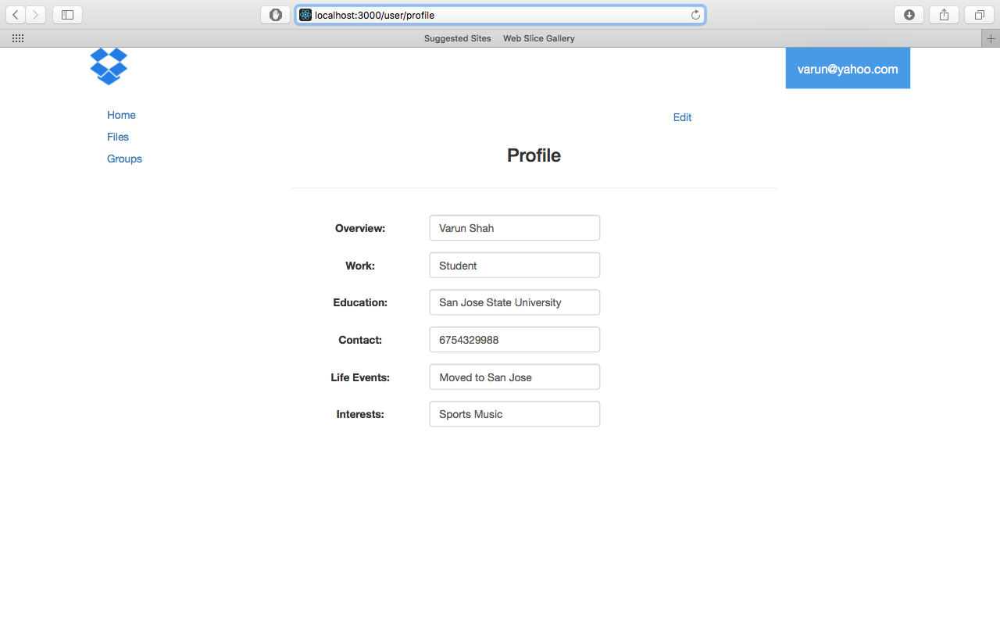 localhost:3000/user/profile
Suggested Sites Web Slice Gallery
varun@yahoo.com
Home
Files
Groups
Edit
Profile
Overview: Varun Shah
Work: Student
Education: San Jose State University
Contact: 6754329988
Life Events: Moved to San Jose
Interests: Sports Music